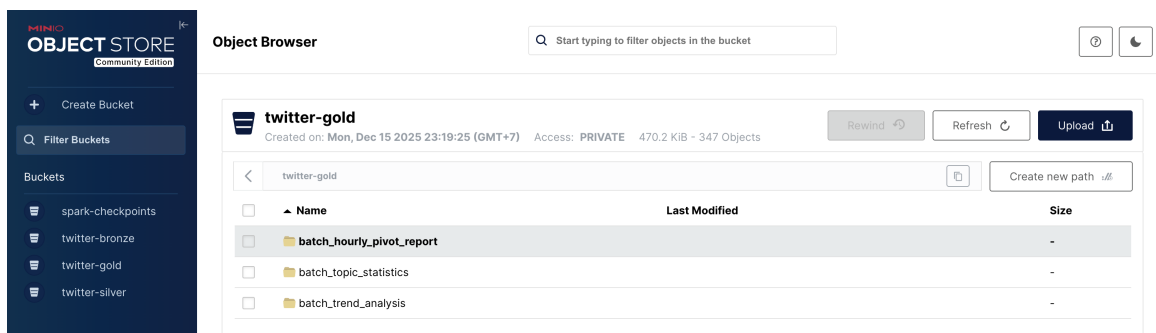 MINIO
OBJECT STORE
Community Edition
Create Bucket
Filter Buckets
Buckets
spark-checkpoints
twitter-bronze
twitter-gold
twitter-silver
Object Browser
Start typing to filter objects in the bucket
twitter-gold
Created on: Mon, Dec 15 2025 23:19:25 (GMT+7) Access: PRIVATE 470.2 KiB - 347 Objects
Rewind Refresh Upload
twitter-gold
Create new path
Name Last Modified Size
batch_hourly_pivot_report -
batch_topic_statistics -
batch_trend_analysis -